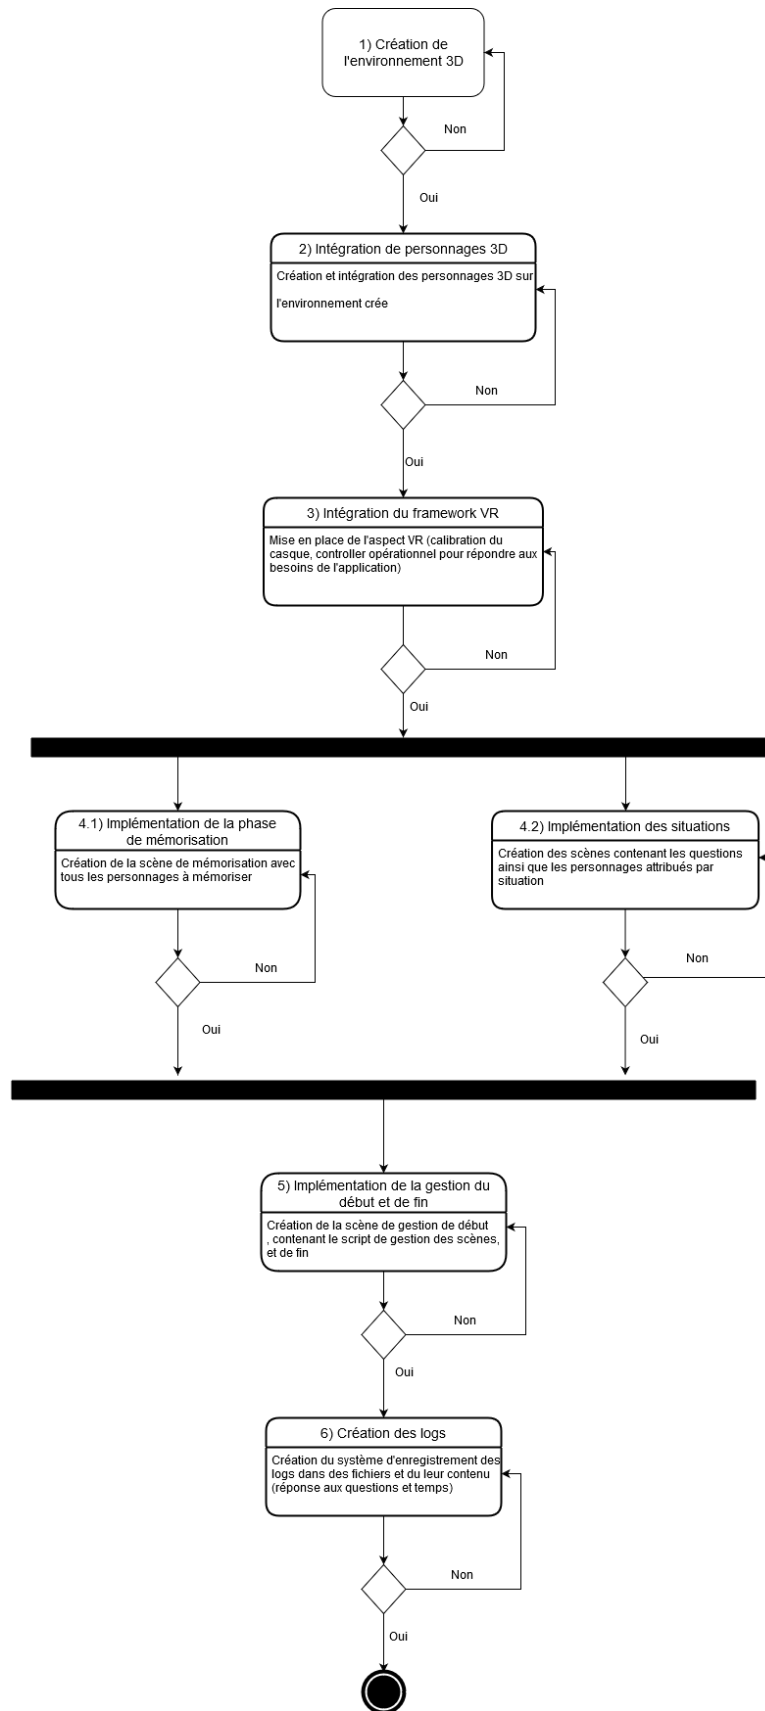 1) Création de
l'environnement 3D
Non
Oui
2) Intégration de personnages 3D
Création et intégration des personnages 3D sur
l'environnement crée
Non
Oui
3) Intégration du framework VR
Mise en place de l'aspect VR (calibration du
casque, controller opérationnel pour répondre aux
besoins de l'application)
Non
Oui
4.1) Implémentation de la phase
de mémorisation
Création de la scène de mémorisation avec
tous les personnages à mémoriser
Non
Oui
4.2) Implémentation des situations
Création des scènes contenant les questions
ainsi que les personnages attribués par
situation
Non
Oui
5) Implémentation de la gestion du
début et de fin
Création de la scène de gestion de début
, contenant le script de gestion des scènes,
et de fin
Non
Oui
6) Création des logs
Création du système d'enregistrement des
logs dans des fichiers et du leur contenu
(réponse aux questions et temps)
Non
Oui